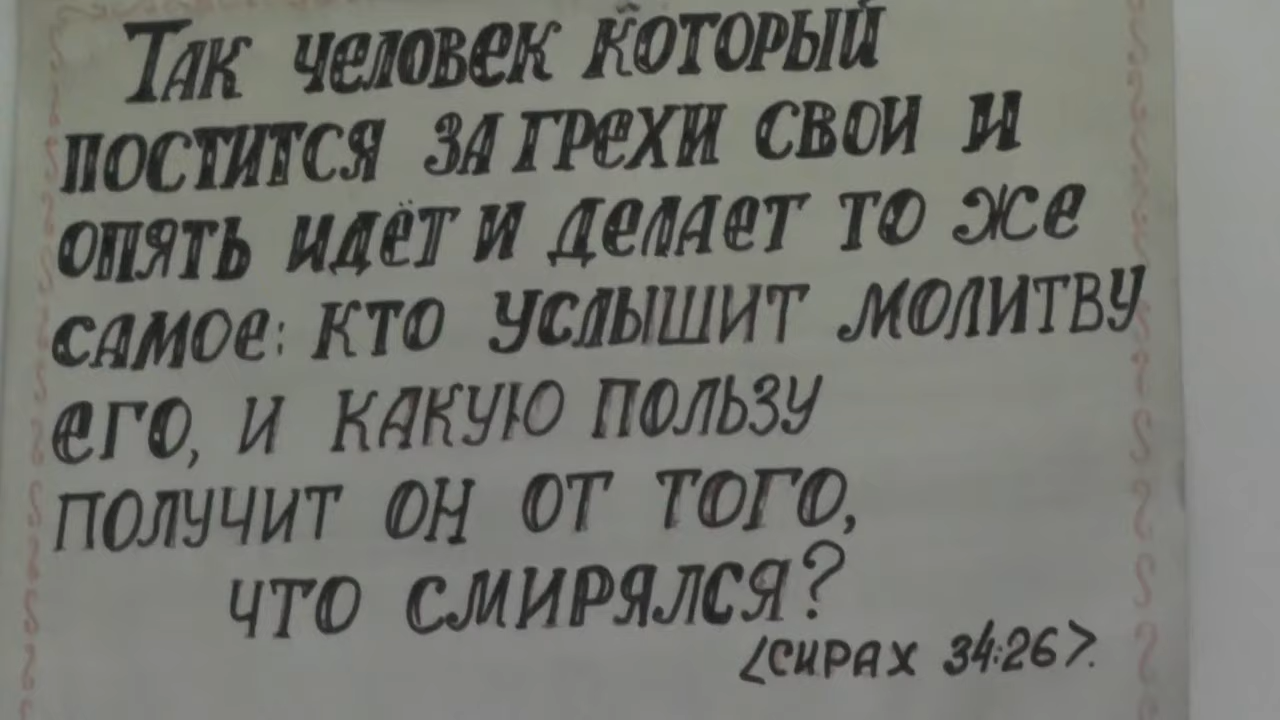 Так человек который
постится за грехи свои и
опять идёт и делает то же
самое: кто услышит молитву
его, и какую пользу
получит он от того,
что смирялся?
<Сирах 34:26>.